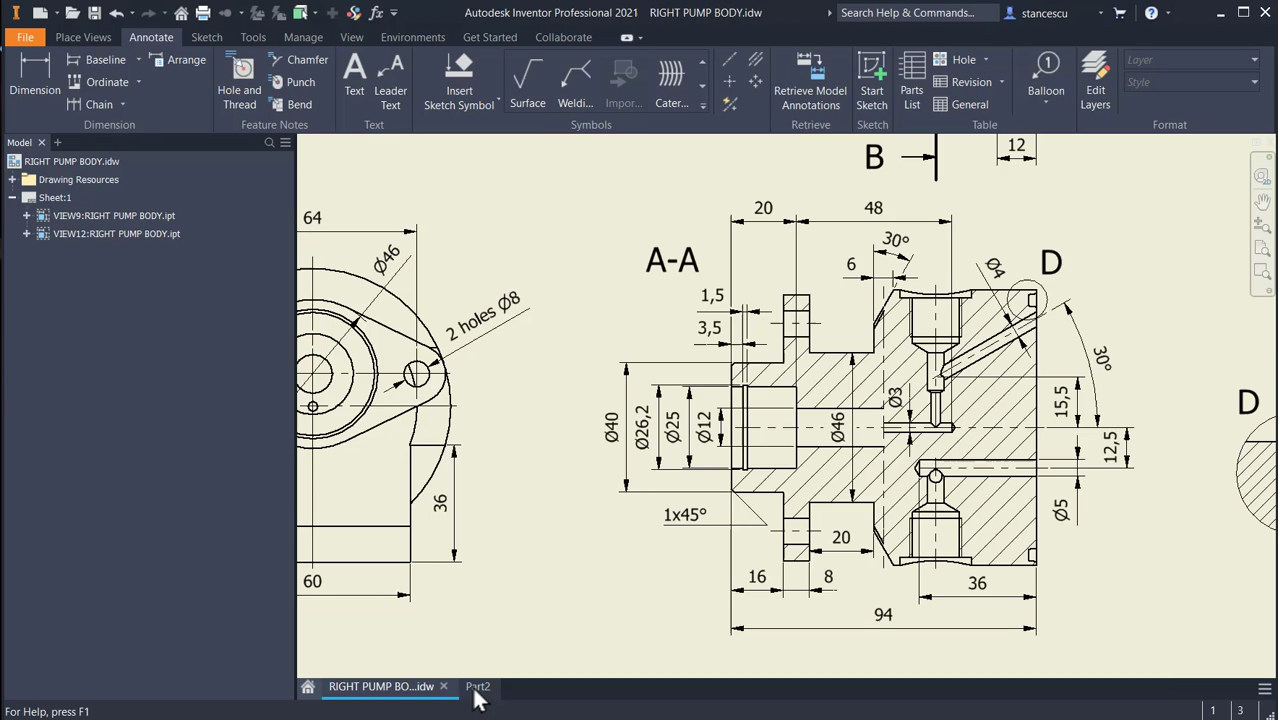 Autodesk Inventor Professional 2021 RIGHT PUMP BODY.idw
Search Help & Commands...
stancescu
File Place Views Annotate Sketch Tools Manage View Environments Get Started Collaborate
Dimension
Baseline
Ordinate
Chain
Arrange
Dimension
Hole and
Thread
Chamfer
Punch
Bend
Feature Notes
Text
Leader
Text
Text
Insert
Sketch Symbol
Surface
Weldi...
Impor...
Cater...
Symbols
Retrieve Model
Annotations
Retrieve
Start
Sketch
Sketch
Parts
List
Hole
Revision
General
Table
Balloon
Edit
Layers
Layer
Style
Format
Model
RIGHT PUMP BODY.idw
Drawing Resources
Sheet:1
VIEW9:RIGHT PUMP BODY.ipt
VIEW12:RIGHT PUMP BODY.ipt
B
12
64
20
48
A-A
30°
6
Ø4
D
Ø46
1,5
3,5
2 holes Ø8
30°
Ø40
Ø26,2
Ø25
Ø12
Ø46
Ø3
15,5
12,5
D
36
1x45°
20
Ø5
60
16
8
36
94
RIGHT PUMP BO...idw
Part2
For Help, press F1
1
3